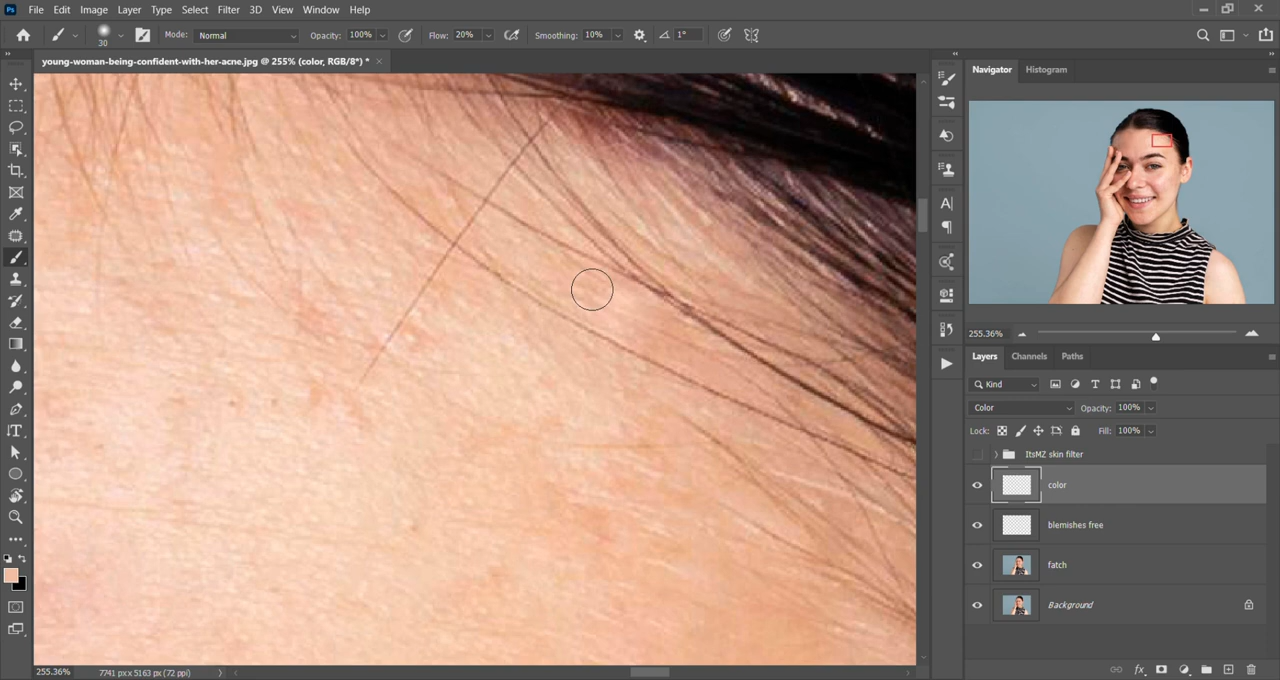 Ps File Edit Image Layer Type Select Filter 3D View Window Help
30 Mode: Normal Opacity: 100% Flow: 20% Smoothing: 10% 1°
young-woman-being-confident-with-her-acne.jpg @ 255% (color, RGB/8*) *
Navigator Histogram
255.36%
Layers Channels Paths
Kind
Color Opacity: 100%
Lock: Fill: 100%
ItsMZ skin filter
color
blemishes free
fatch
Background
255.36% 7741 px x 5163 px (72 ppi)